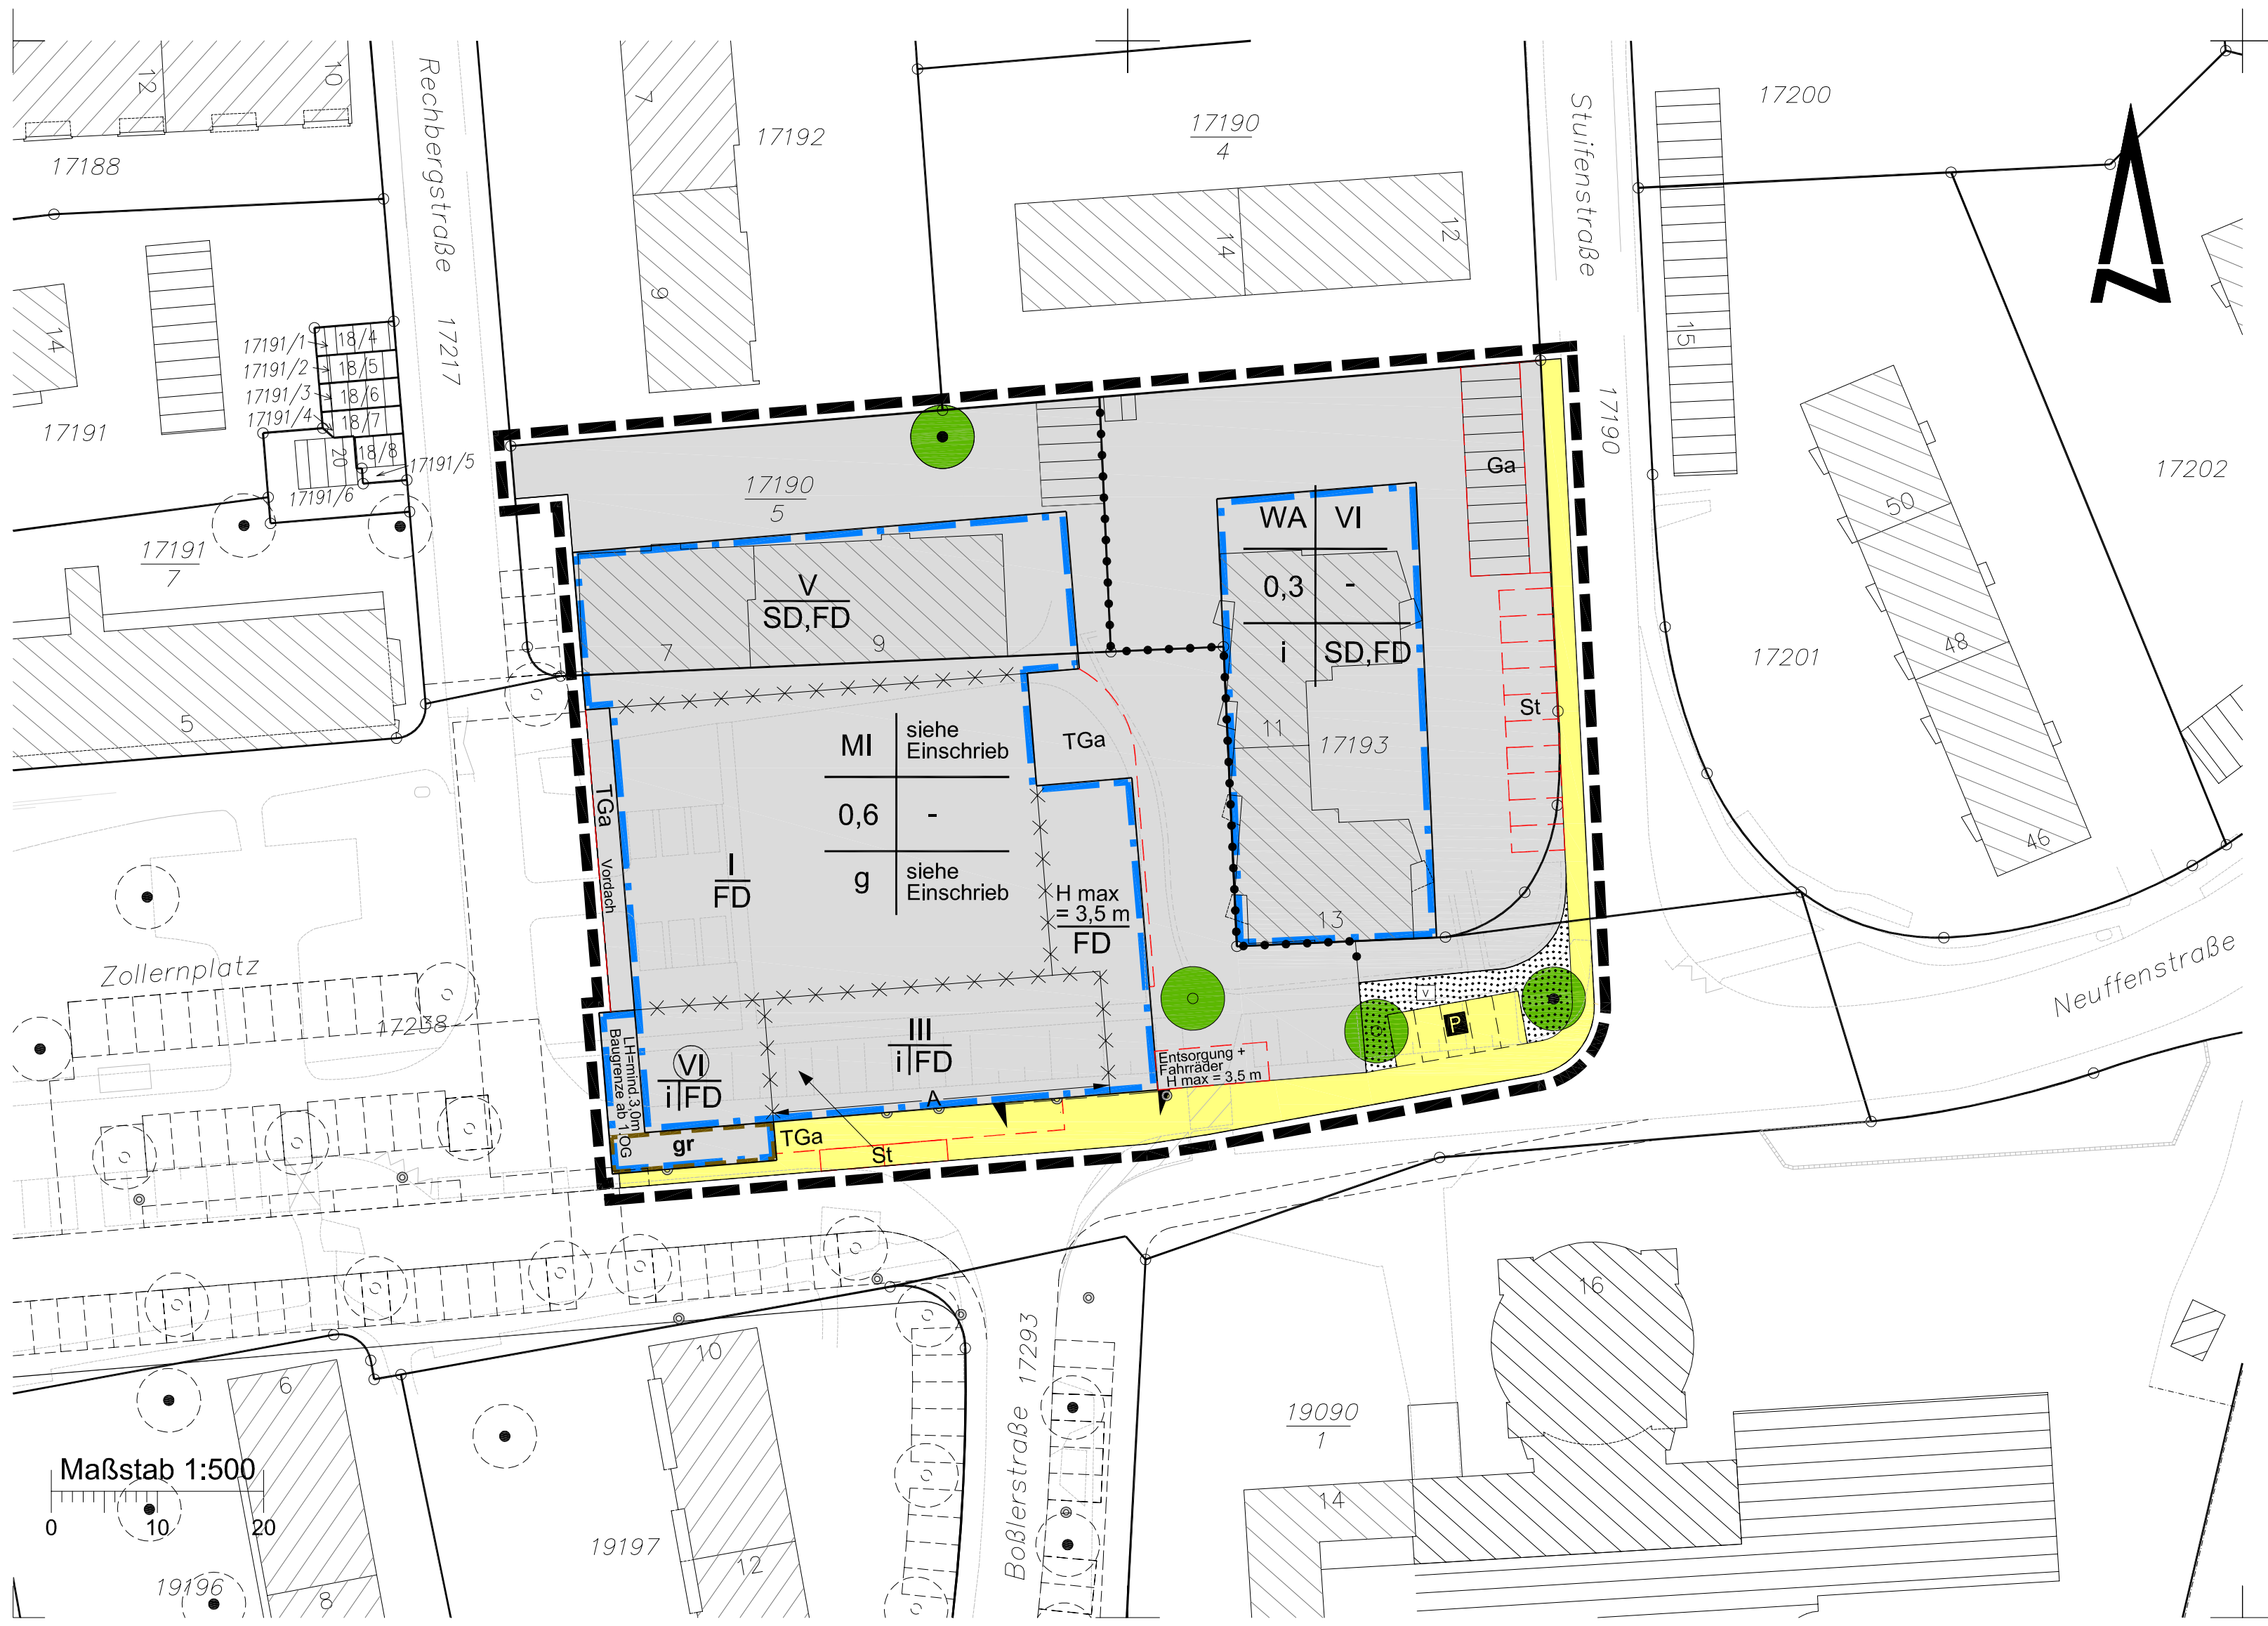 12
10
Rechbergstraße
17217
7
9
17192
17190
4
14
12
Stuifenstraße
17190
15
17200
17188
14
17191
17191/1
17191/2
17191/3
17191/4
18/4
18/5
18/6
18/7
18/8
20
17191/5
17191/6
17191
7
5
17190
5
V
SD,FD
7
9
WA
VI
0,3
-
i
SD,FD
Ga
St
11
17193
13
50
48
46
17202
17201
MI
siehe
Einschrieb
0,6
-
g
siehe
Einschrieb
TGa
TGa
Vordach
I
FD
H max
= 3,5 m
FD
Zollernplatz
17238
Neuffenstraße
III
i FD
VI
i FD
LH=mind.3,0m
Baugrenze ab 1.OG
A
Entsorgung +
Fahrräder
H max = 3,5 m
V
P
gr
TGa
St
16
10
6
Maßstab 1:500
0
10
20
8
19196
19197
12
Boßlerstraße
17293
19090
1
14